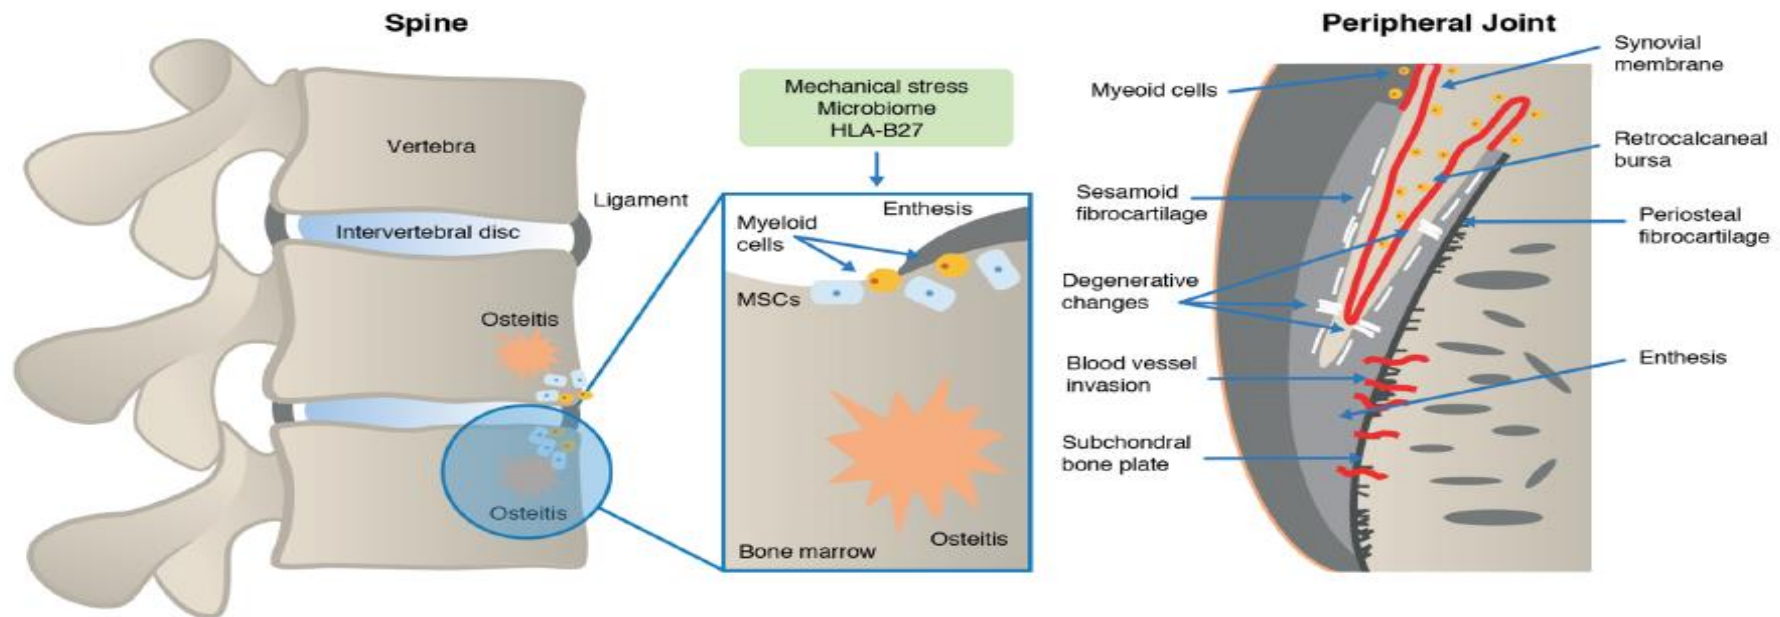 Spine
Vertebra
Intervertebral disc
Ligament
Osteitis
Osteitis
Mechanical stress
Microbiome
HLA-B27
Enthesis
Myeloid
cells
MSCs
Bone marrow
Osteitis
Peripheral Joint
Myeoid cells
Sesamoid
fibrocartilage
Degenerative
changes
Blood vessel
invasion
Subchondral
bone plate
Synovial
membrane
Retrocalcaneal
bursa
Periosteal
fibrocartilage
Enthesis